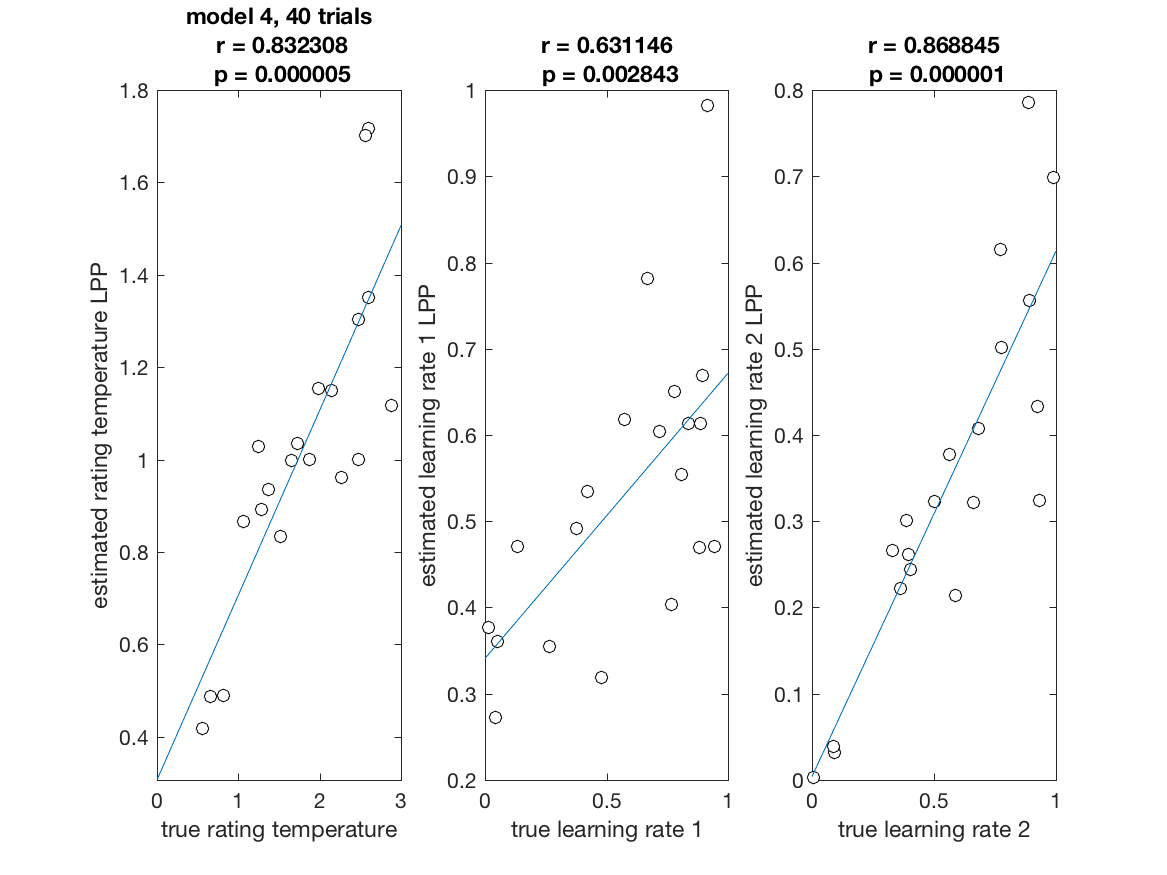 model 4, 40 trials
r = 0.832308
p = 0.000005
1.8
1.6
1.4
1.2
1
0.8
0.6
0.4
0
1
2
3
estimated rating temperature LPP
true rating temperature
r = 0.631146
p = 0.002843
1
0.9
0.8
0.7
0.6
0.5
0.4
0.3
0.2
0
0.5
1
estimated learning rate 1 LPP
true learning rate 1
r = 0.868845
p = 0.000001
0.8
0.7
0.6
0.5
0.4
0.3
0.2
0.1
0
0
0.5
1
estimated learning rate 2 LPP
true learning rate 2